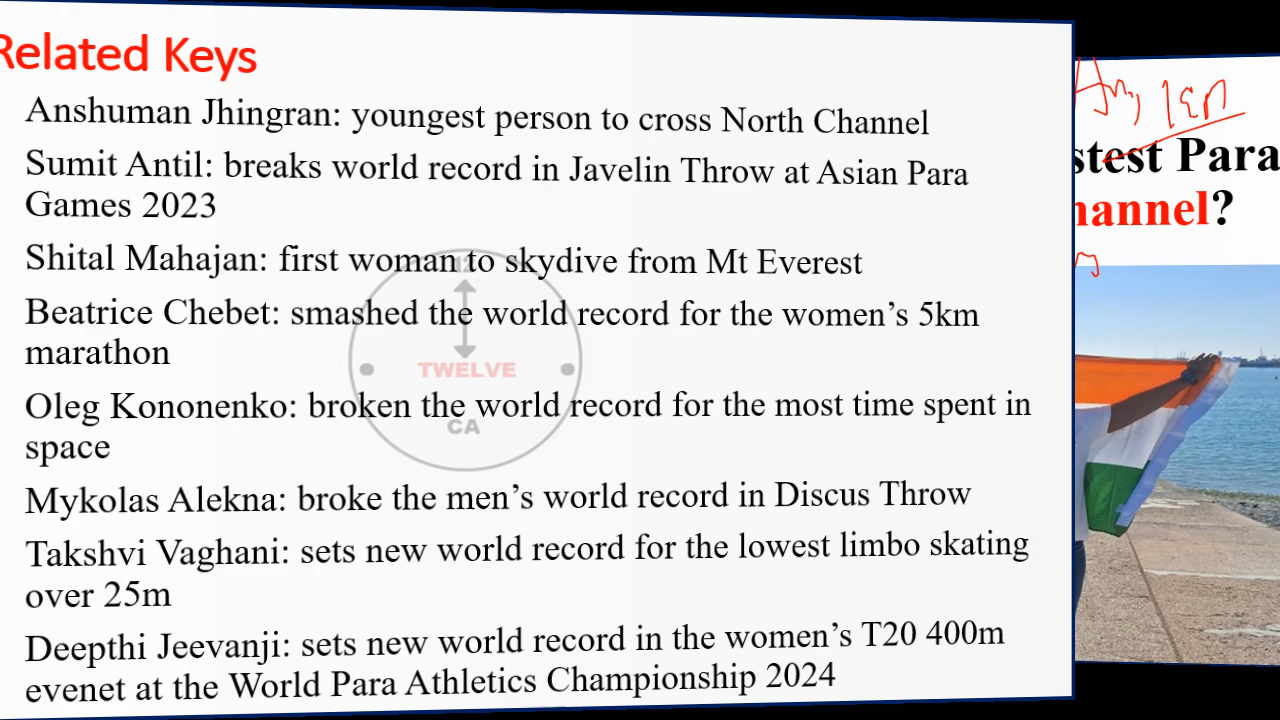 Related Keys
Anshuman Jhingran: youngest person to cross North Channel
Sumit Antil: breaks world record in Javelin Throw at Asian Para
Games 2023
Shital Mahajan: first woman to skydive from Mt Everest
Beatrice Chebet: smashed the world record for the women's 5km
marathon
Oleg Kononenko: broken the world record for the most time spent in
space
Mykolas Alekna: broke the men's world record in Discus Throw
Takshvi Vaghani: sets new world record for the lowest limbo skating
over 25m
Deepthi Jeevanji: sets new world record in the women's T20 400m
evenet at the World Para Athletics Championship 2024
12
TWELVE
CA
stest Para
hannel?